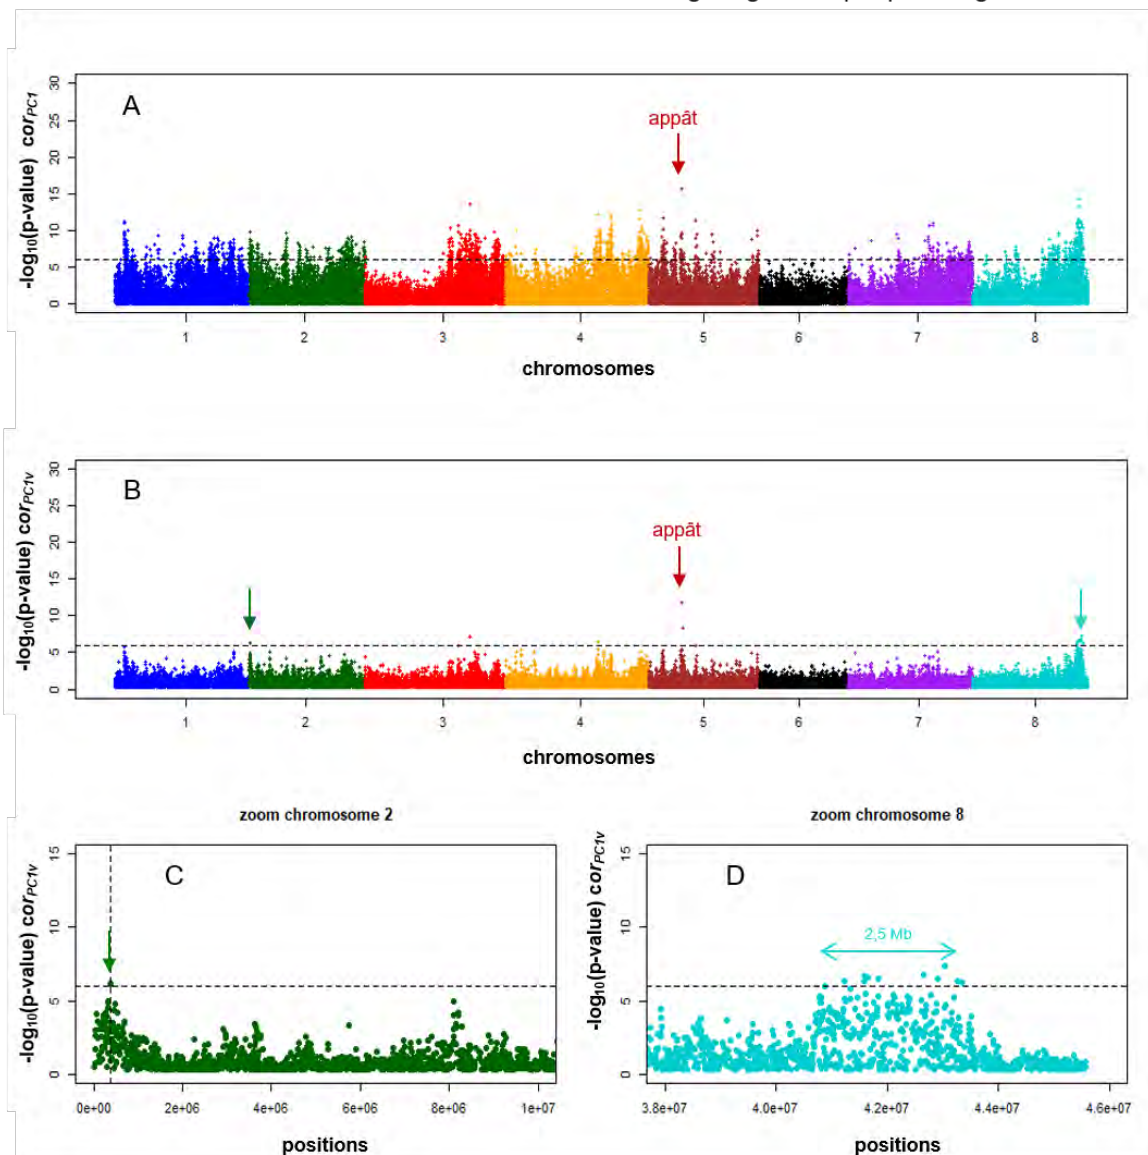 A
appât
-log₁₀(p-value) cor_PC1
0 5 10 15 20 25 30
1 2 3 4 5 6 7 8
chromosomes
B
appât
-log₁₀(p-value) cor_PC1v
0 5 10 15 20 25 30
1 2 3 4 5 6 7 8
chromosomes
zoom chromosome 2
C
-log₁₀(p-value) cor_PC1v
0 5 10 15
0e+00 2e+06 4e+06 6e+06 8e+06 1e+07
positions
zoom chromosome 8
D
2,5 Mb
-log₁₀(p-value) cor_PC1v
0 5 10 15
3.8e+07 4.0e+07 4.2e+07 4.4e+07 4.6e+07
positions